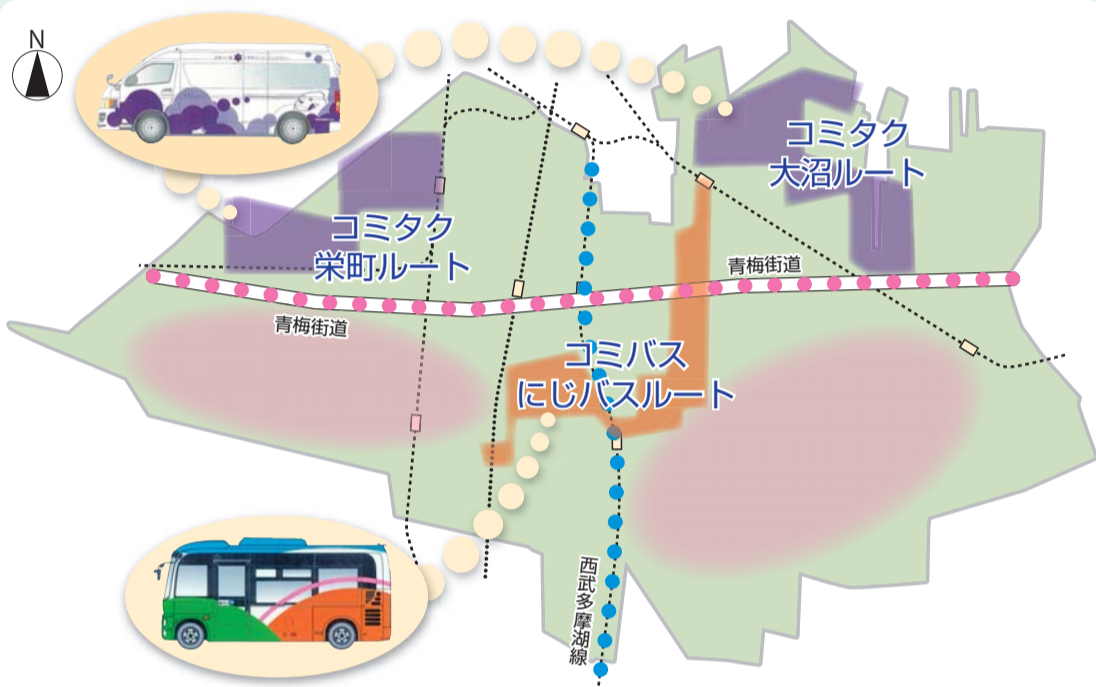 N
コミタク
大沼ルート
コミタク
栄町ルート
青梅街道
青梅街道
コミバス
にじバスルート
西武多摩湖線